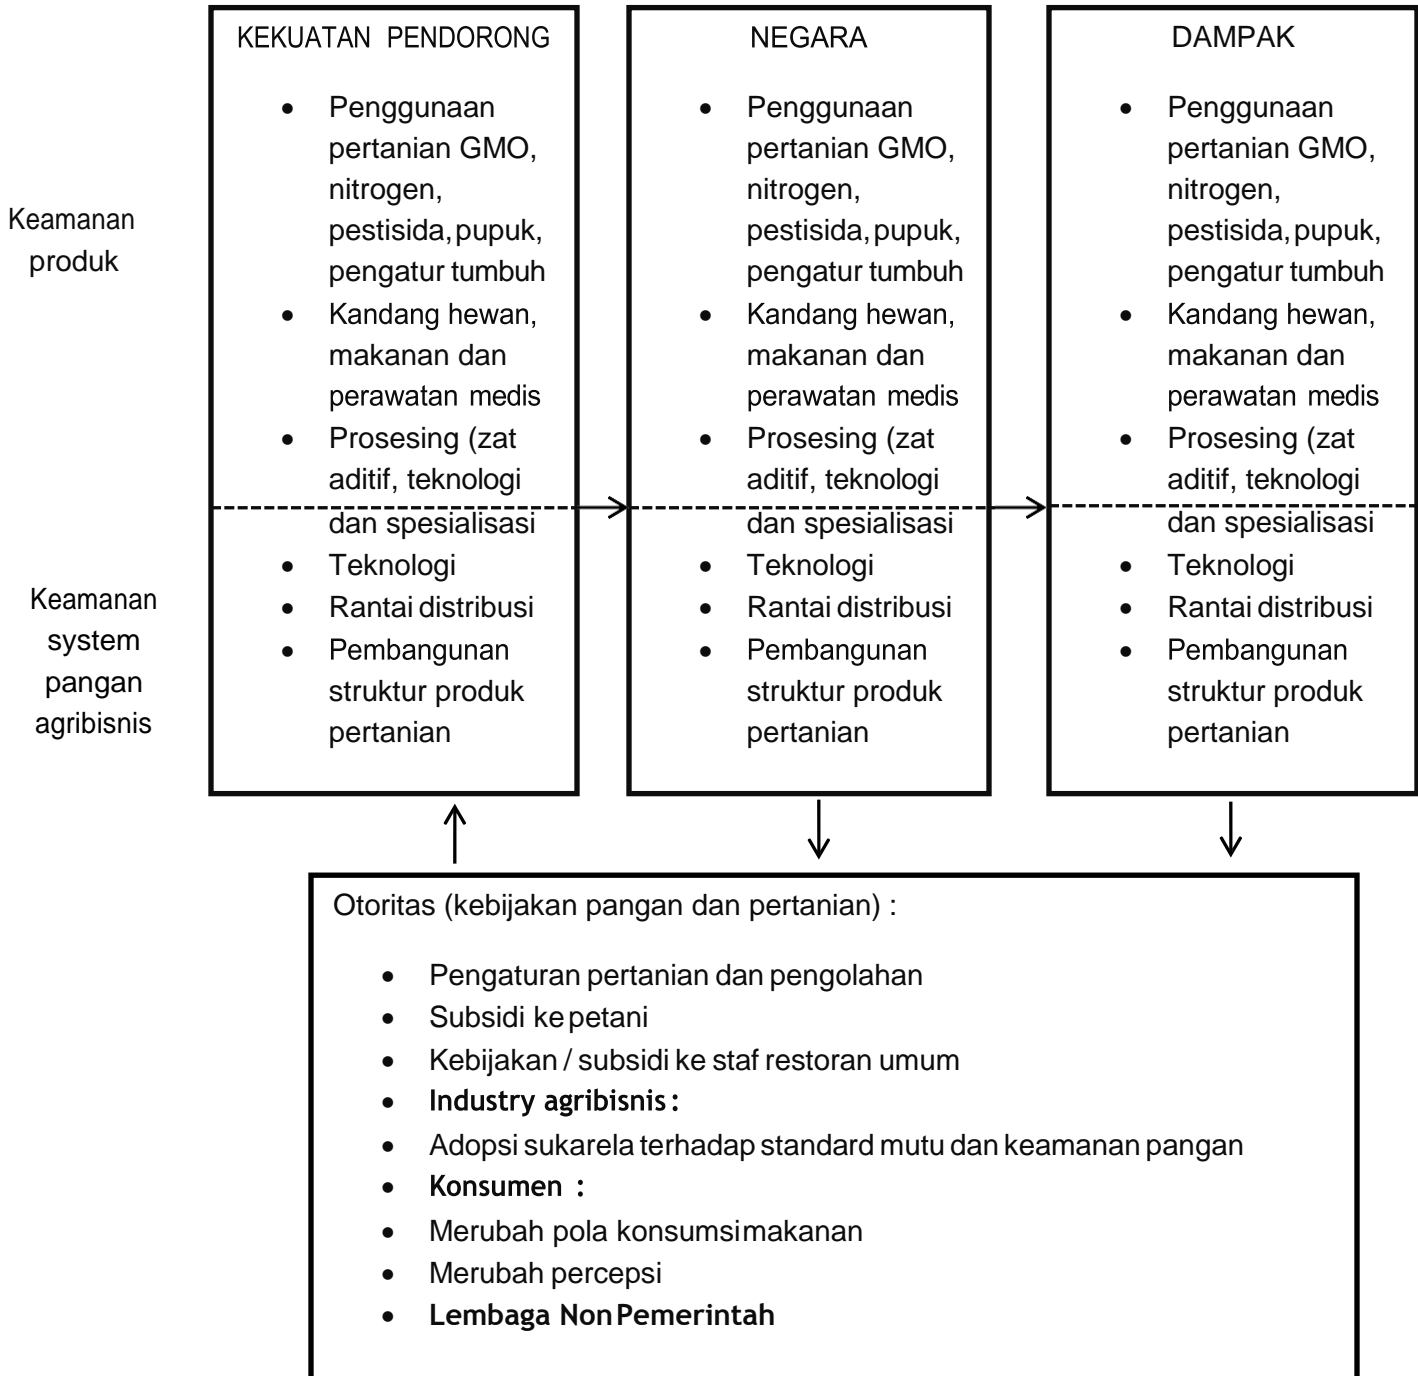 Keamanan
produk
Keamanan
system
pangan
agribisnis
KEKUATAN PENDORONG
• Penggunaan
pertanian GMO,
nitrogen,
pestisida, pupuk,
pengatur tumbuh
• Kandang hewan,
makanan dan
perawatan medis
• Prosesing (zat
aditif, teknologi
dan spesialisasi
• Teknologi
• Rantai distribusi
• Pembangunan
struktur produk
pertanian
NEGARA
• Penggunaan
pertanian GMO,
nitrogen,
pestisida, pupuk,
pengatur tumbuh
• Kandang hewan,
makanan dan
perawatan medis
• Prosesing (zat
aditif, teknologi
dan spesialisasi
• Teknologi
• Rantai distribusi
• Pembangunan
struktur produk
pertanian
DAMPAK
• Penggunaan
pertanian GMO,
nitrogen,
pestisida, pupuk,
pengatur tumbuh
• Kandang hewan,
makanan dan
perawatan medis
• Prosesing (zat
aditif, teknologi
dan spesialisasi
• Teknologi
• Rantai distribusi
• Pembangunan
struktur produk
pertanian
Otoritas (kebijakan pangan dan pertanian) :
• Pengaturan pertanian dan pengolahan
• Subsidi ke petani
• Kebijakan / subsidi ke staf restoran umum
• Industry agribisnis :
• Adopsi sukarela terhadap standard mutu dan keamanan pangan
• Konsumen :
• Merubah pola konsumsi makanan
• Merubah percepsi
• Lembaga Non Pemerintah